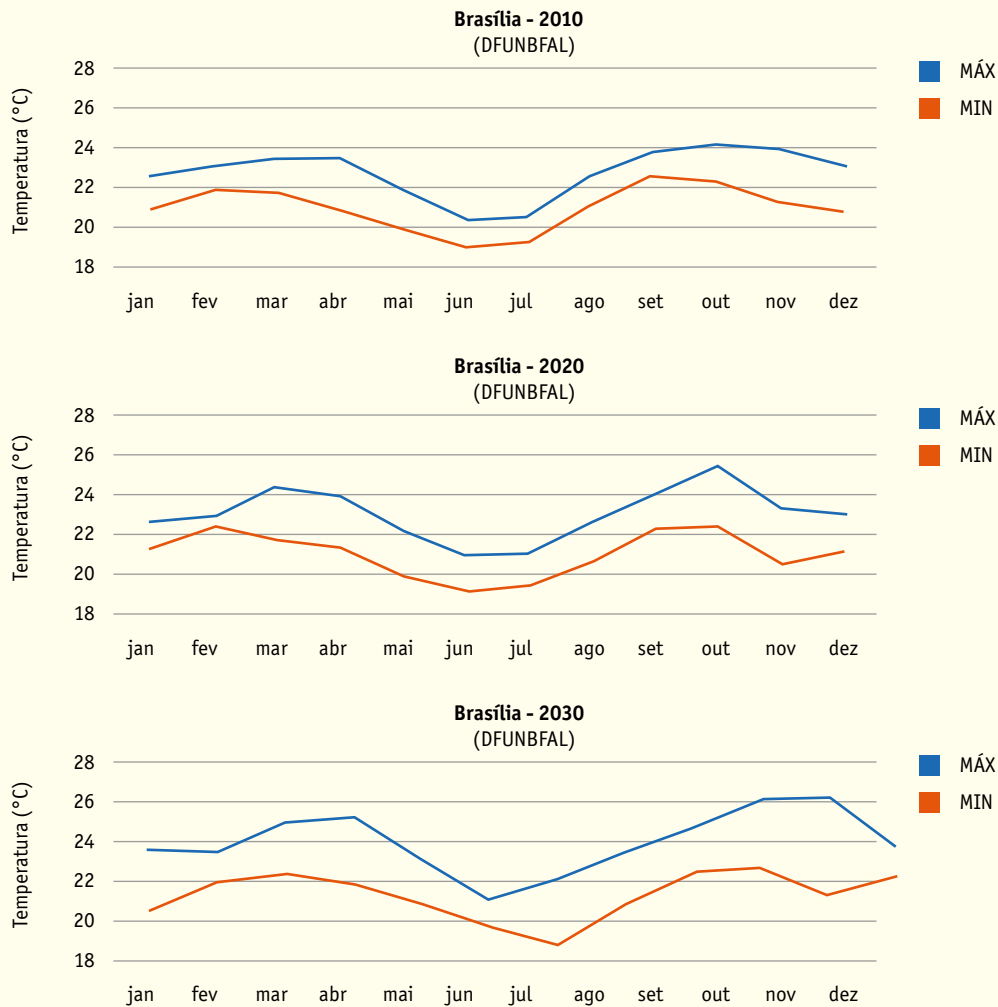 Brasília - 2010
(DFUNBFAL)
Temperatura (°C)
28
26
24
22
20
18
jan fev mar abr mai jun jul ago set out nov dez
MÁX
MIN
Brasília - 2020
(DFUNBFAL)
Temperatura (°C)
28
26
24
22
20
18
jan fev mar abr mai jun jul ago set out nov dez
MÁX
MIN
Brasília - 2030
(DFUNBFAL)
Temperatura (°C)
28
26
24
22
20
18
jan fev mar abr mai jun jul ago set out nov dez
MÁX
MIN